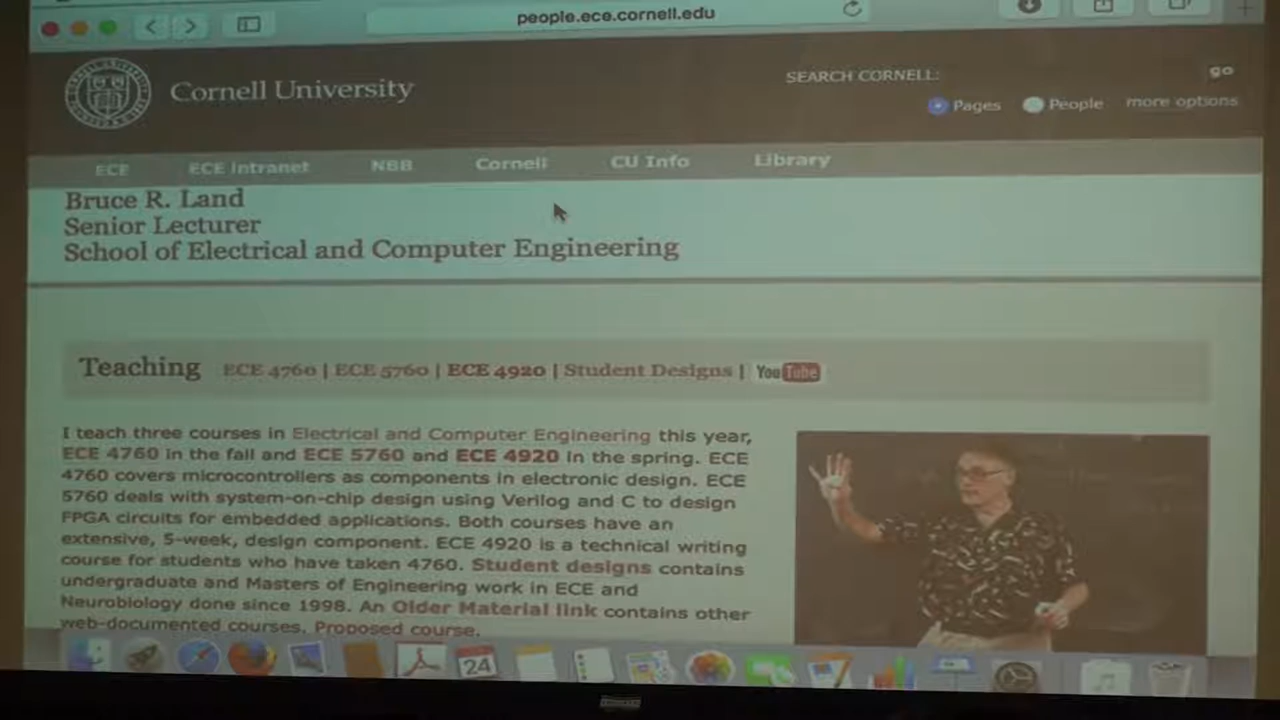 people.ece.cornell.edu
Cornell University
SEARCH CORNELL:
go
Pages People more options
ECE ECE Intranet NBB Cornell CU Info Library
Bruce R. Land
Senior Lecturer
School of Electrical and Computer Engineering
Teaching ECE 4760 | ECE 5760 | ECE 4920 | Student Designs | YouTube
I teach three courses in Electrical and Computer Engineering this year,
ECE 4760 in the fall and ECE 5760 and ECE 4920 in the spring. ECE
4760 covers microcontrollers as components in electronic design. ECE
5760 deals with system-on-chip design using Verilog and C to design
FPGA circuits for embedded applications. Both courses have an
extensive, 5-week, design component. ECE 4920 is a technical writing
course for students who have taken 4760. Student designs contains
undergraduate and Masters of Engineering work in ECE and
Neurobiology done since 1998. An Older Material link contains other
web-documented courses. Proposed course.
24